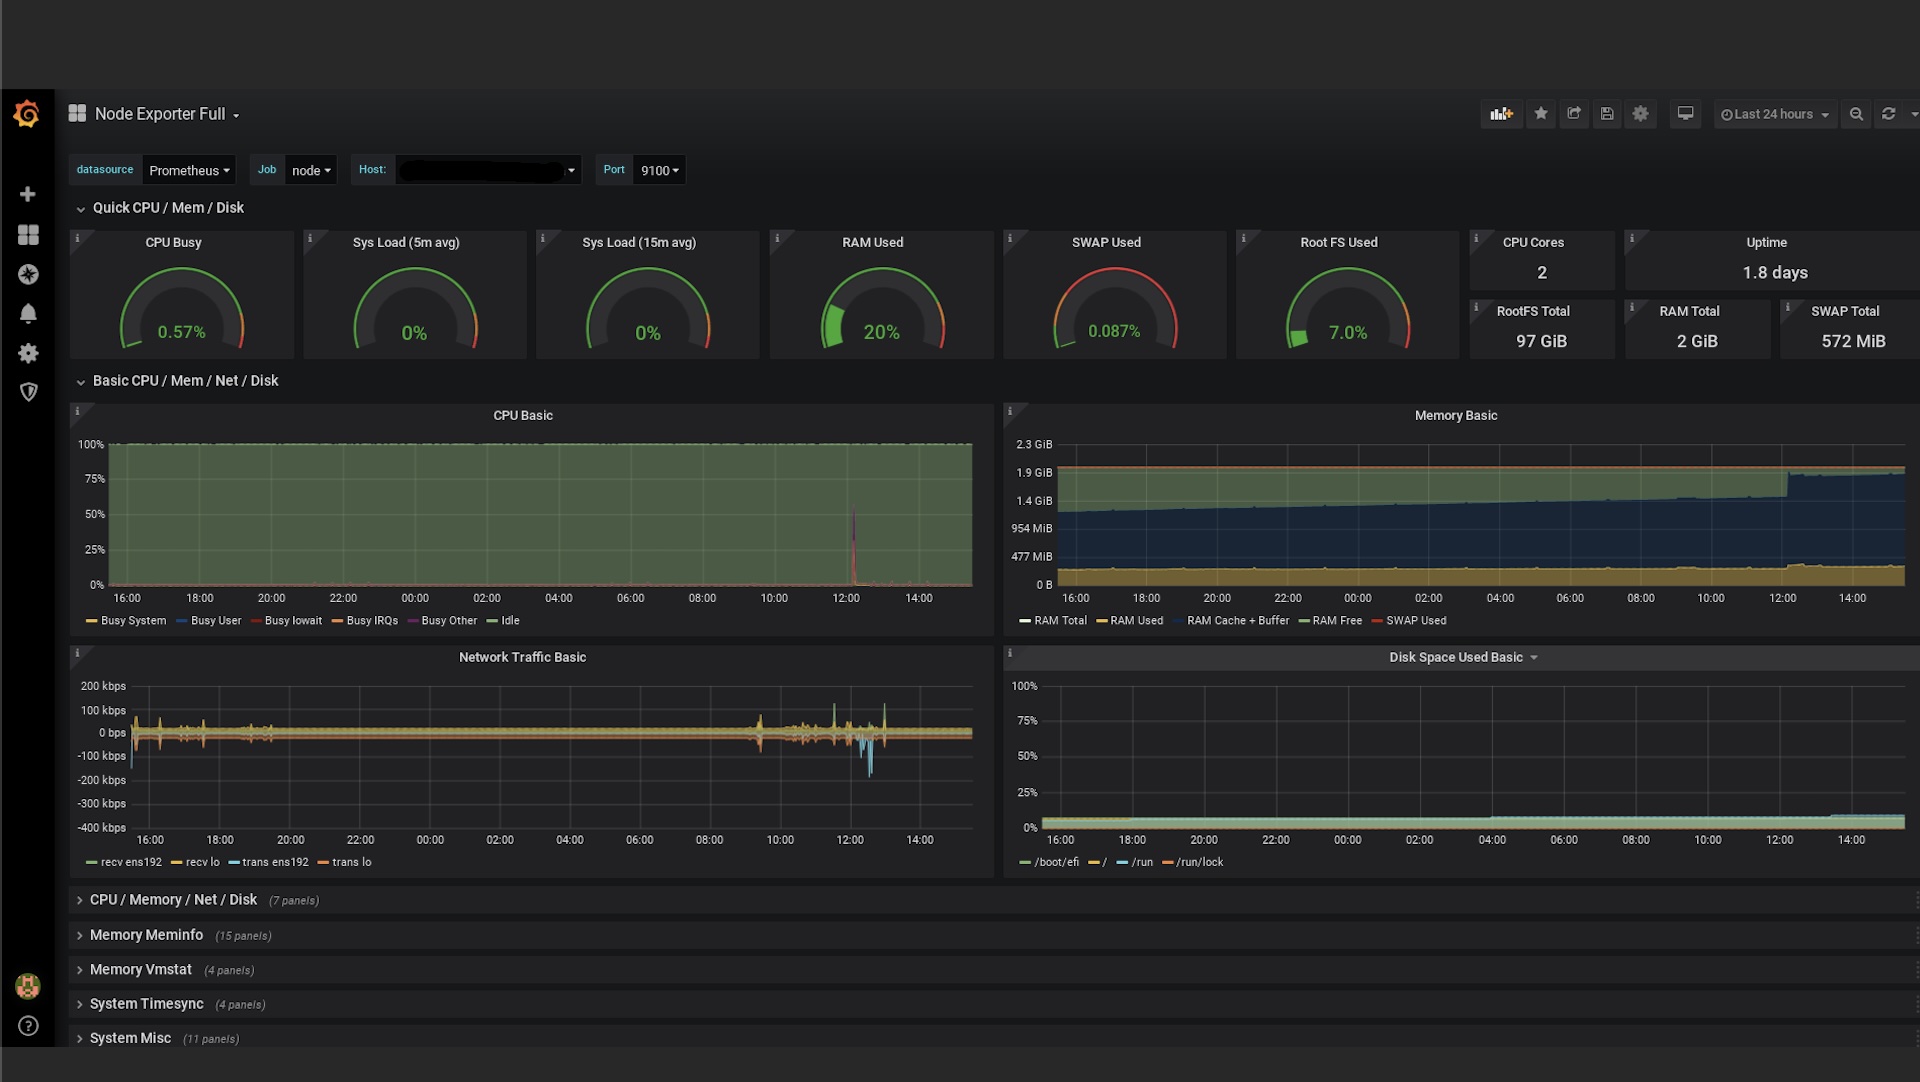 Node Exporter Full
Last 24 hours
datasource Prometheus Job node Host: Port 9100
Quick CPU / Mem / Disk
CPU Busy
0.57%
Sys Load (5m avg)
0%
Sys Load (15m avg)
0%
RAM Used
20%
SWAP Used
0.087%
Root FS Used
7.0%
CPU Cores
2
Uptime
1.8 days
RootFS Total
97 GiB
RAM Total
2 GiB
SWAP Total
572 MiB
Basic CPU / Mem / Net / Disk
CPU Basic
100%
75%
50%
25%
0%
16:00 18:00 20:00 22:00 00:00 02:00 04:00 06:00 08:00 10:00 12:00 14:00
Busy System Busy User Busy Iowait Busy IRQs Busy Other Idle
Memory Basic
2.3 GiB
1.9 GiB
1.4 GiB
954 MiB
477 MiB
0 B
16:00 18:00 20:00 22:00 00:00 02:00 04:00 06:00 08:00 10:00 12:00 14:00
RAM Total RAM Used RAM Cache + Buffer RAM Free SWAP Used
Network Traffic Basic
200 kbps
100 kbps
0 bps
-100 kbps
-200 kbps
-300 kbps
-400 kbps
16:00 18:00 20:00 22:00 00:00 02:00 04:00 06:00 08:00 10:00 12:00 14:00
recv ens192 recv lo trans ens192 trans lo
Disk Space Used Basic
100%
75%
50%
25%
0%
16:00 18:00 20:00 22:00 00:00 02:00 04:00 06:00 08:00 10:00 12:00 14:00
/boot/efi / /run /run/lock
CPU / Memory / Net / Disk (7 panels)
Memory Meminfo (15 panels)
Memory Vmstat (4 panels)
System Timesync (4 panels)
System Misc (11 panels)